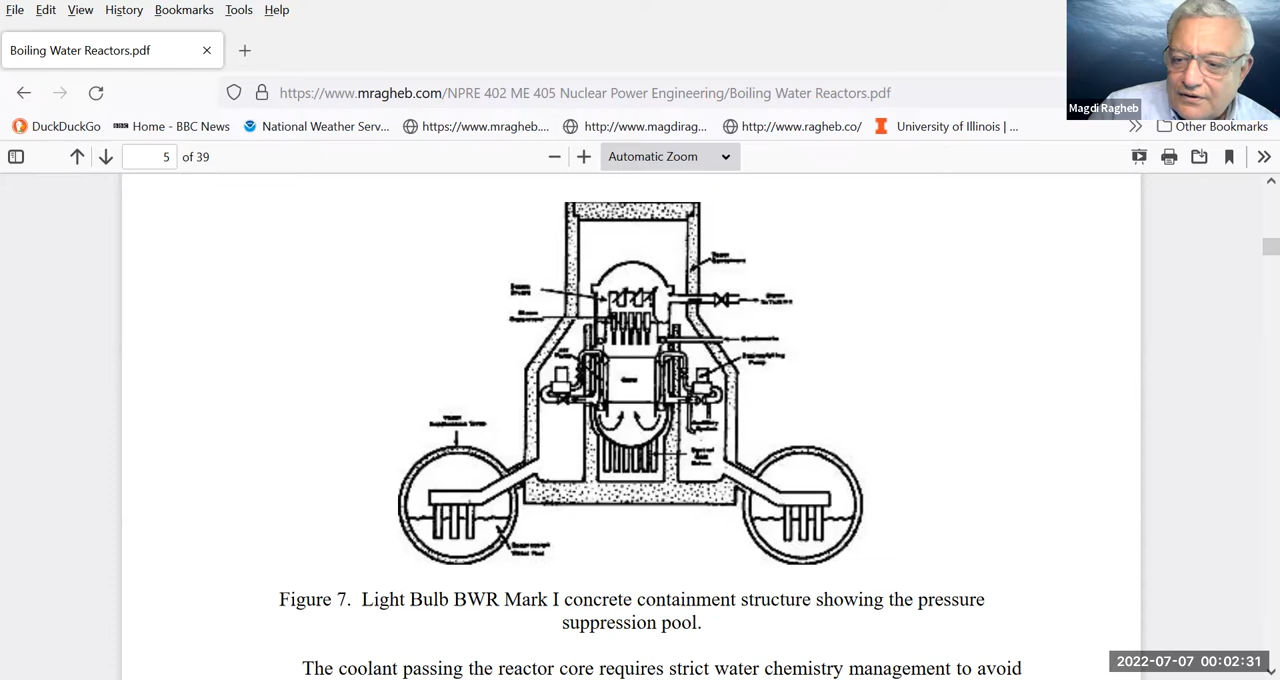 File Edit View History Bookmarks Tools Help
Boiling Water Reactors.pdf
https://www.mragheb.com/NPRE 402 ME 405 Nuclear Power Engineering/Boiling Water Reactors.pdf
Magdi Ragheb
DuckDuckGo BBC Home - BBC News National Weather Serv... https://www.mragheb.... http://www.magdirag... http://www.ragheb.co/ I University of Illinois | ... Other Bookmarks
5 of 39 Automatic Zoom
Core
Figure 7. Light Bulb BWR Mark I concrete containment structure showing the pressure
suppression pool.
The coolant passing the reactor core requires strict water chemistry management to avoid
2022-07-07 00:02:31